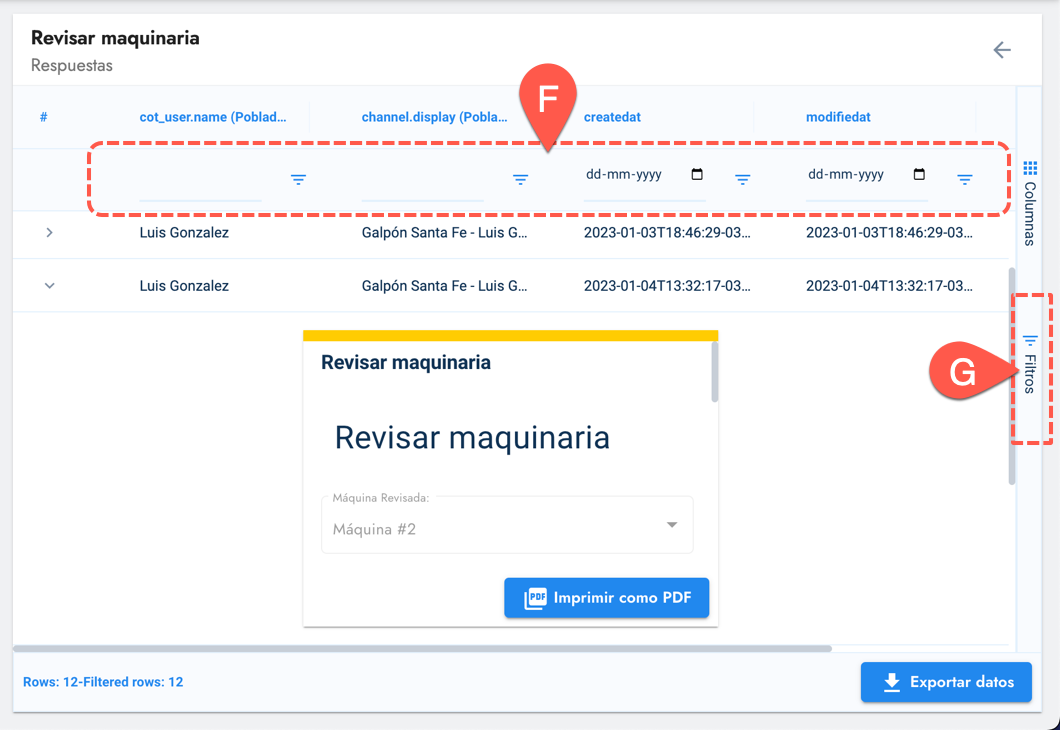 Revisar maquinaria
Respuestas
# cot_user.name (Poblad... channel.display (Pobla... createdat modifiedat
F
dd-mm-yyyy dd-mm-yyyy
Columnas
Luis Gonzalez Galpón Santa Fe - Luis G... 2023-01-03T18:46:29-03... 2023-01-03T18:46:29-03...
Luis Gonzalez Galpón Santa Fe - Luis G... 2023-01-04T13:32:17-03... 2023-01-04T13:32:17-03...
Revisar maquinaria
G
Filtros
Revisar maquinaria
Máquina Revisada:
Máquina #2
PDF Imprimir como PDF
Rows: 12-Filtered rows: 12
Exportar datos